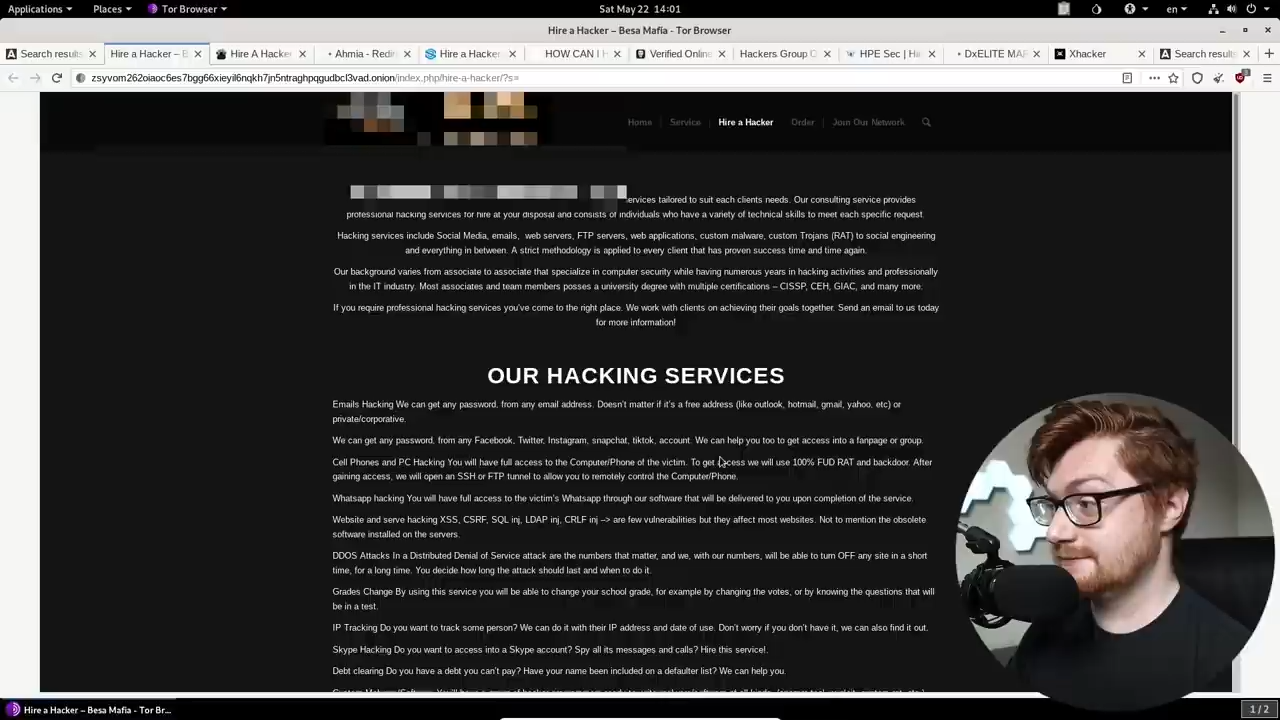 Applications
Places
Tor Browser
Sat May 22 14:01
en
Hire a Hacker – Besa Mafia - Tor Browser
Search results
Hire a Hacker – B
Hire A Hacker
Ahmia - Redire
Hire a Hacker
HOW CAN I H
Verified Online
Hackers Group O
HPE Sec | Hi
DxELITE MAR
Xhacker
Search results
/index.php/hire-a-hacker/?s=
Home
Service
Hire a Hacker
Order
Join Our Network
ervices tailored to suit each clients needs. Our consulting service provides
professional hacking services for hire at your disposal and consists of individuals who have a variety of technical skills to meet each specific request.
Hacking services include Social Media, emails, web servers, FTP servers, web applications, custom malware, custom Trojans (RAT) to social engineering
and everything in between. A strict methodology is applied to every client that has proven success time and time again.
Our background varies from associate to associate that specialize in computer security while having numerous years in hacking activities and professionally
in the IT industry. Most associates and team members posses a university degree with multiple certifications – CISSP, CEH, GIAC, and many more.
If you require professional hacking services you've come to the right place. We work with clients on achieving their goals together. Send an email to us today
for more information!
OUR HACKING SERVICES
Emails Hacking We can get any password, from any email address. Doesn't matter if it's a free address (like outlook, hotmail, gmail, yahoo, etc) or
private/corporative.
We can get any password, from any Facebook, Twitter, Instagram, snapchat, tiktok, account. We can help you too to get access into a fanpage or group.
Cell Phones and PC Hacking You will have full access to the Computer/Phone of the victim. To get access we will use 100% FUD RAT and backdoor. After
gaining access, we will open an SSH or FTP tunnel to allow you to remotely control the Computer/Phone.
Whatsapp hacking You will have full access to the victim's Whatsapp through our software that will be delivered to you upon completion of the service.
Website and serve hacking XSS, CSRF, SQL inj, LDAP inj, CRLF inj –> are few vulnerabilities but they affect most websites. Not to mention the obsolete
software installed on the servers.
DDOS Attacks In a Distributed Denial of Service attack are the numbers that matter, and we, with our numbers, will be able to turn OFF any site in a short
time, for a long time. You decide how long the attack should last and when to do it.
Grades Change By using this service you will be able to change your school grade, for example by changing the votes, or by knowing the questions that will
be in a test.
IP Tracking Do you want to track some person? We can do it with their IP address and date of use. Don't worry if you don't have it, we can also find it out.
Skype Hacking Do you want to access into a Skype account? Spy all its messages and calls? Hire this service!.
Debt clearing Do you have a debt you can't pay? Have your name been included on a defaulter list? We can help you.
Hire a Hacker – Besa Mafia - Tor Br...
1 / 2